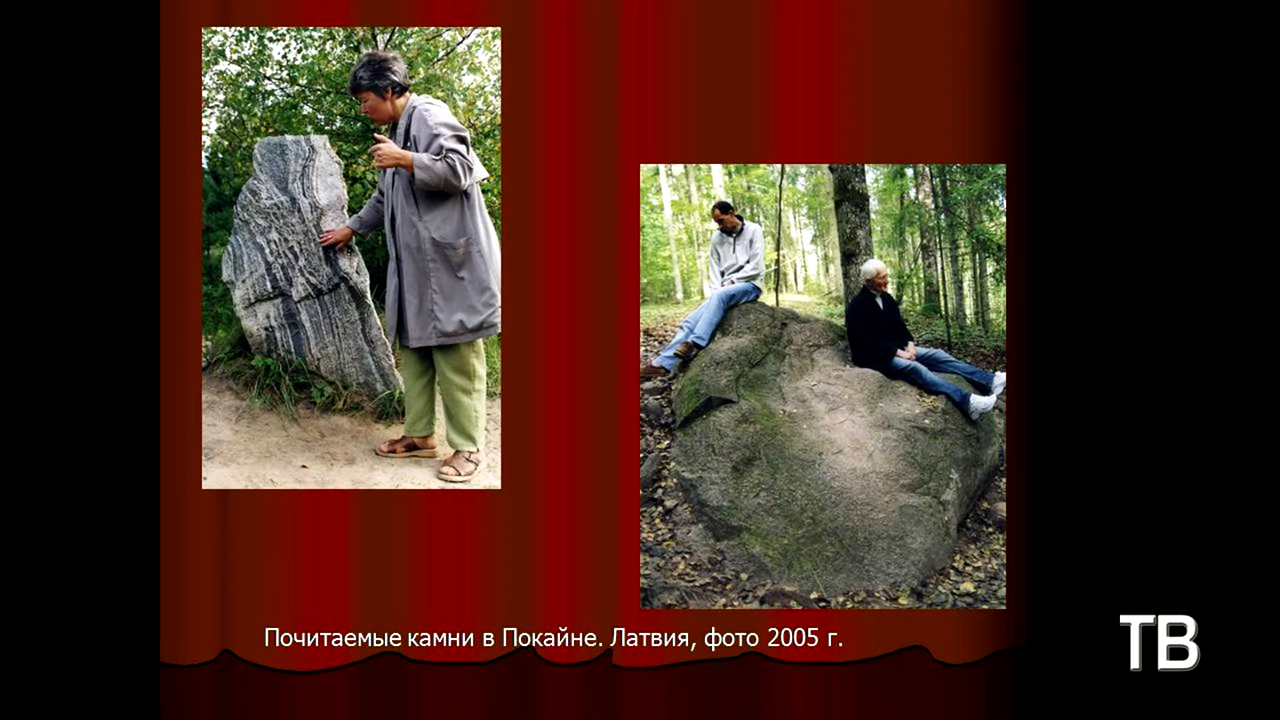 Почитаемые камни в Покайне. Латвия, фото 2005 г.
ТВ